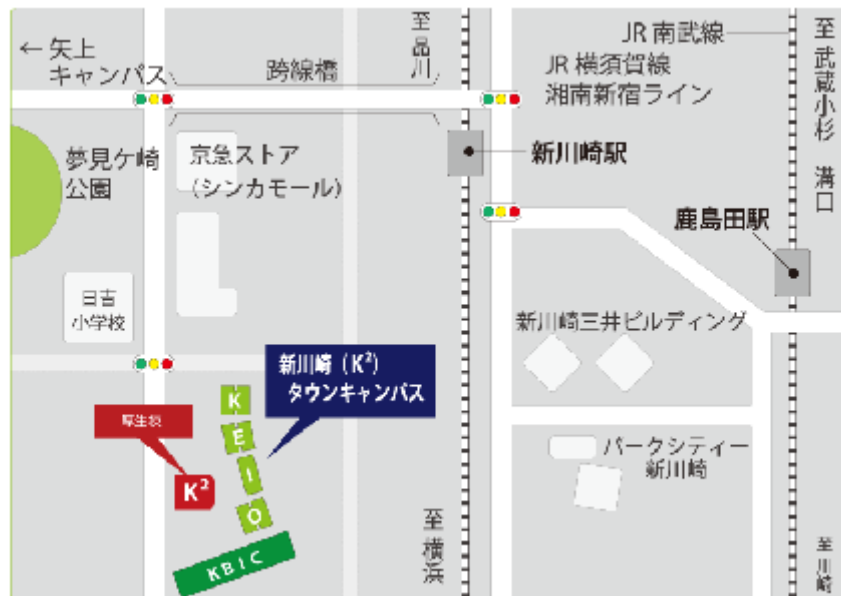 ← 矢上
キャンパス
跨線橋
至品川
JR 南武線
JR 横須賀線
湘南新宿ライン
至武蔵小杉 溝口
夢見ケ崎
公園
京急ストア
(シンカモール)
新川崎駅
鹿島田駅
日吉
小学校
新川崎三井ビルディング
新川崎(K²)
タウンキャンパス
厚生棟
K
E
I
O
K²
KBIC
パークシティー
新川崎
至横浜
至川崎